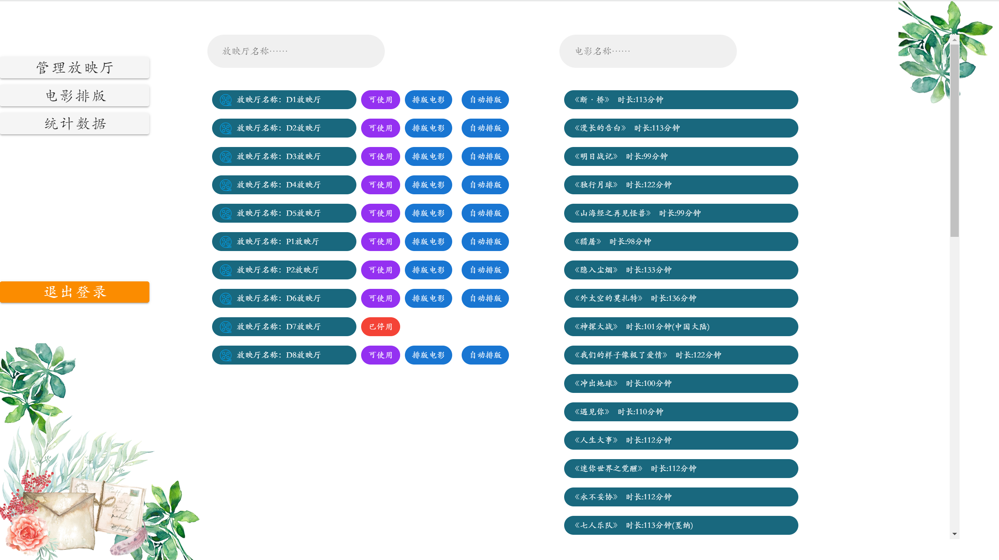 管理放映厅
电影排版
统计数据
退出登录
放映厅名称……
放映厅名称：D1放映厅 可使用 排版电影 自动排版
放映厅名称：D2放映厅 可使用 排版电影 自动排版
放映厅名称：D3放映厅 可使用 排版电影 自动排版
放映厅名称：D4放映厅 可使用 排版电影 自动排版
放映厅名称：D5放映厅 可使用 排版电影 自动排版
放映厅名称：P1放映厅 可使用 排版电影 自动排版
放映厅名称：P2放映厅 可使用 排版电影 自动排版
放映厅名称：D6放映厅 可使用 排版电影 自动排版
放映厅名称：D7放映厅 已停用
放映厅名称：D8放映厅 可使用 排版电影 自动排版
电影名称……
《断·桥》 时长:113分钟
《漫长的告白》 时长:113分钟
《明日战记》 时长:99分钟
《独行月球》 时长:122分钟
《山海经之再见怪兽》 时长:99分钟
《猎屠》 时长:98分钟
《隐入尘烟》 时长:133分钟
《外太空的莫扎特》 时长:136分钟
《神探大战》 时长:101分钟(中国大陆)
《我们的样子像极了爱情》 时长:122分钟
《冲出地球》 时长:100分钟
《遇见你》 时长:110分钟
《人生大事》 时长:112分钟
《迷你世界之觉醒》 时长:112分钟
《永不妥协》 时长:112分钟
《七人乐队》 时长:113分钟(戛纳)